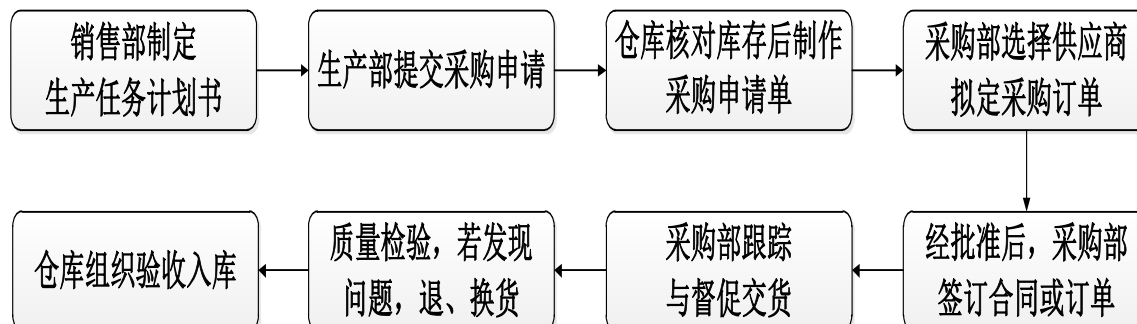 销售部制定
生产任务计划书
生产部提交采购申请
仓库核对库存后制作
采购申请单
采购部选择供应商
拟定采购订单
经批准后，采购部
签订合同或订单
采购部跟踪
与督促交货
质量检验，若发现
问题，退、换货
仓库组织验收入库